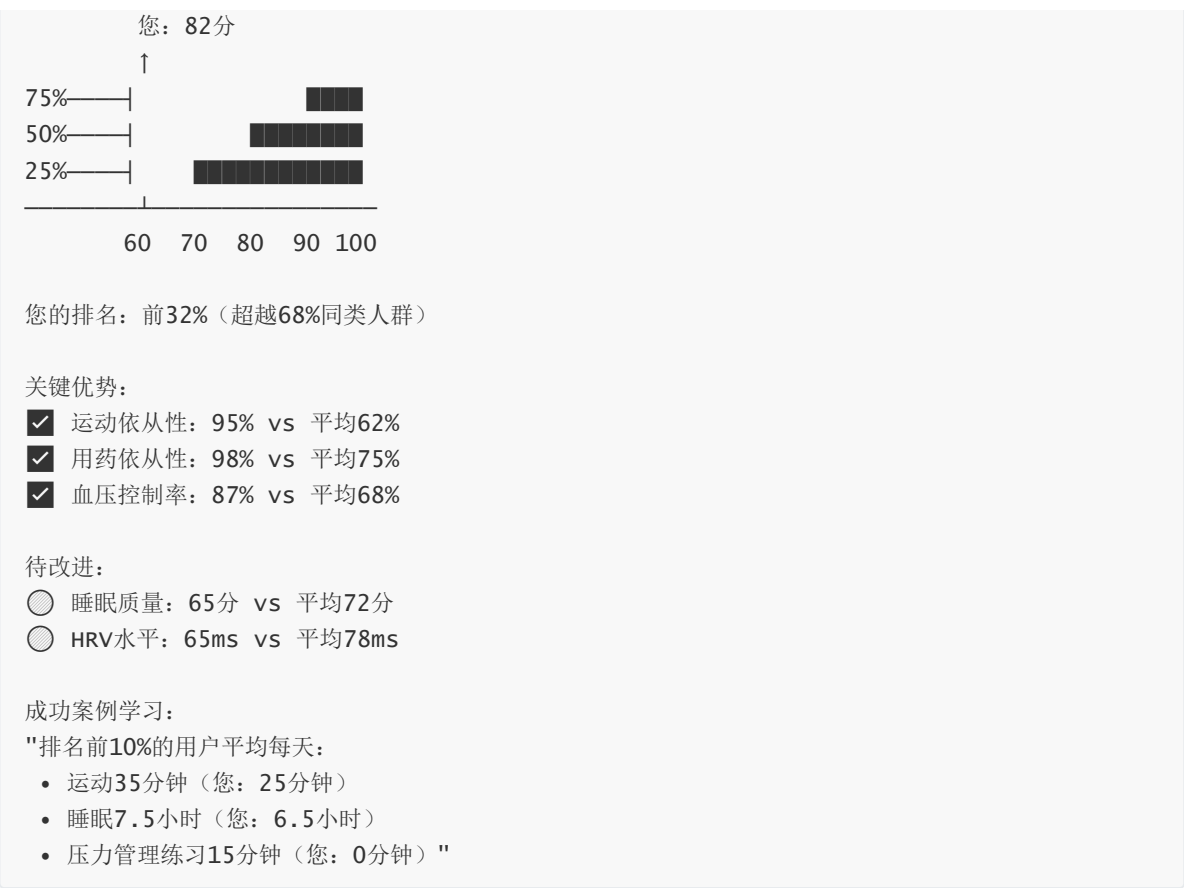 您：82分
↑
75%────┤ ████
50%────┤ ████████
25%────┤ ████████████
────────┴────────────────
60 70 80 90 100
您的排名：前32%（超越68%同类人群）
关键优势：
✅ 运动依从性：95% vs 平均62%
✅ 用药依从性：98% vs 平均75%
✅ 血压控制率：87% vs 平均68%
待改进：
○ 睡眠质量：65分 vs 平均72分
○ HRV水平：65ms vs 平均78ms
成功案例学习：
"排名前10%的用户平均每天：
• 运动35分钟（您：25分钟）
• 睡眠7.5小时（您：6.5小时）
• 压力管理练习15分钟（您：0分钟）"